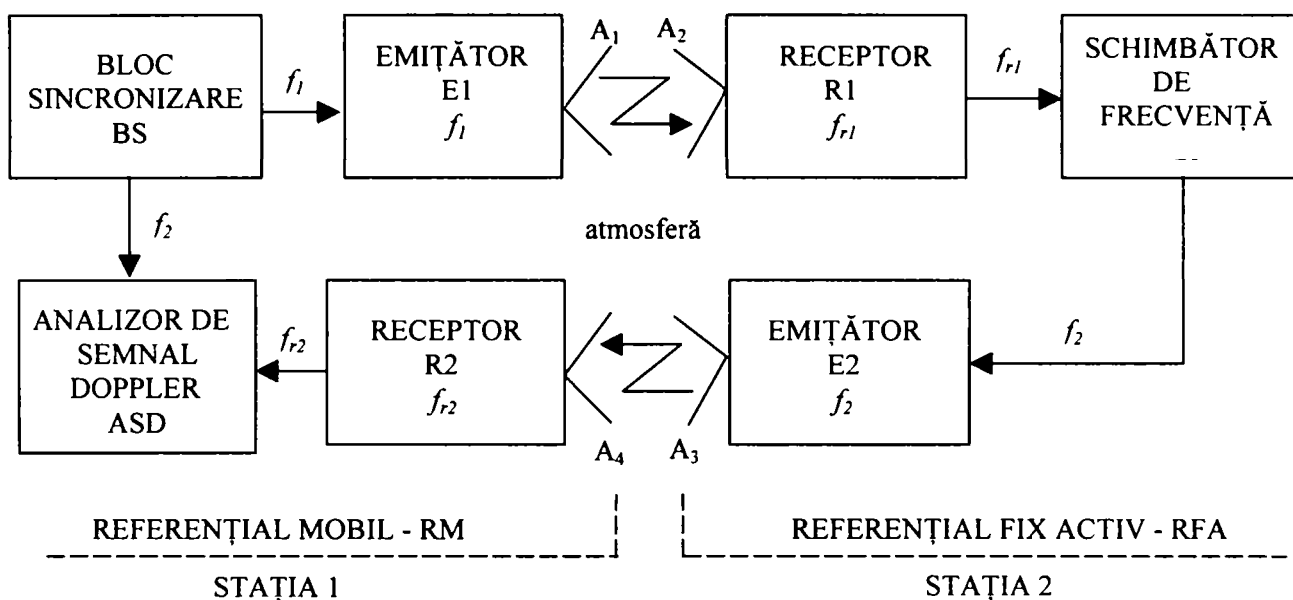 BLOC
SINCRONIZARE
BS
f1
EMIȚĂTOR
E1
f1
A1
A2
RECEPTOR
R1
fr1
fr1
SCHIMBĂTOR
DE
FRECVENȚĂ
f2
atmosferă
ANALIZOR DE
SEMNAL
DOPPLER
ASD
fr2
RECEPTOR
R2
fr2
A4
A3
EMIȚĂTOR
E2
f2
f2
REFERENȚIAL MOBIL - RM
REFERENȚIAL FIX ACTIV - RFA
STAȚIA 1
STAȚIA 2